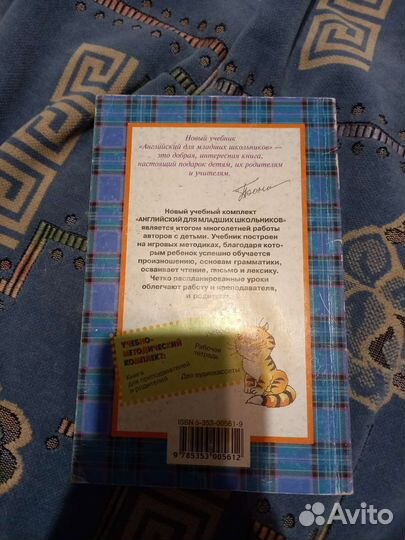 Новый учебник
«Английский для младших школьников» —
это добрая, интересная книга,
настоящий подарок детям, их родителям
и учителям.
Новый учебный комплект
«АНГЛИЙСКИЙ ДЛЯ МЛАДШИХ ШКОЛЬНИКОВ»
является итогом многолетней работы
авторов с детьми. Учебник построен
на игровых методиках, благодаря кото-
рым ребенок успешно обучается
произношению, основам грамматики,
осваивает чтение, письмо и лексику.
Четко распланированные уроки
облегчают работу и преподавателя,
и родителя.
УЧЕБНО-
МЕТОДИЧЕСКИЙ
КОМПЛЕКТ:
Книга
для преподавателей
и родителей
Рабочая
тетрадь
Две аудиокассеты
ISBN 5-353-00561-9
9 785353 005612
Avito